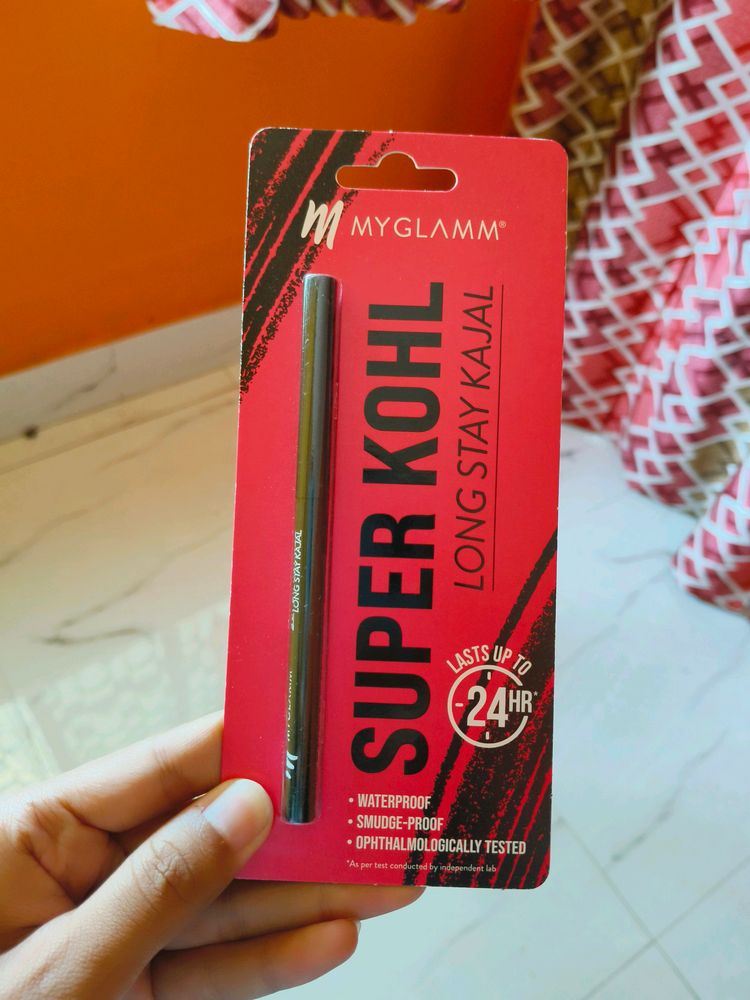 M MYGLAMM®
SUPER KOHL
LONG STAY KAJAL
LASTS UP TO
24HR*
• WATERPROOF
• SMUDGE-PROOF
• OPHTHALMOLOGICALLY TESTED
*As per test conducted by independent lab
M MYGLAMM
LONG STAY KAJAL